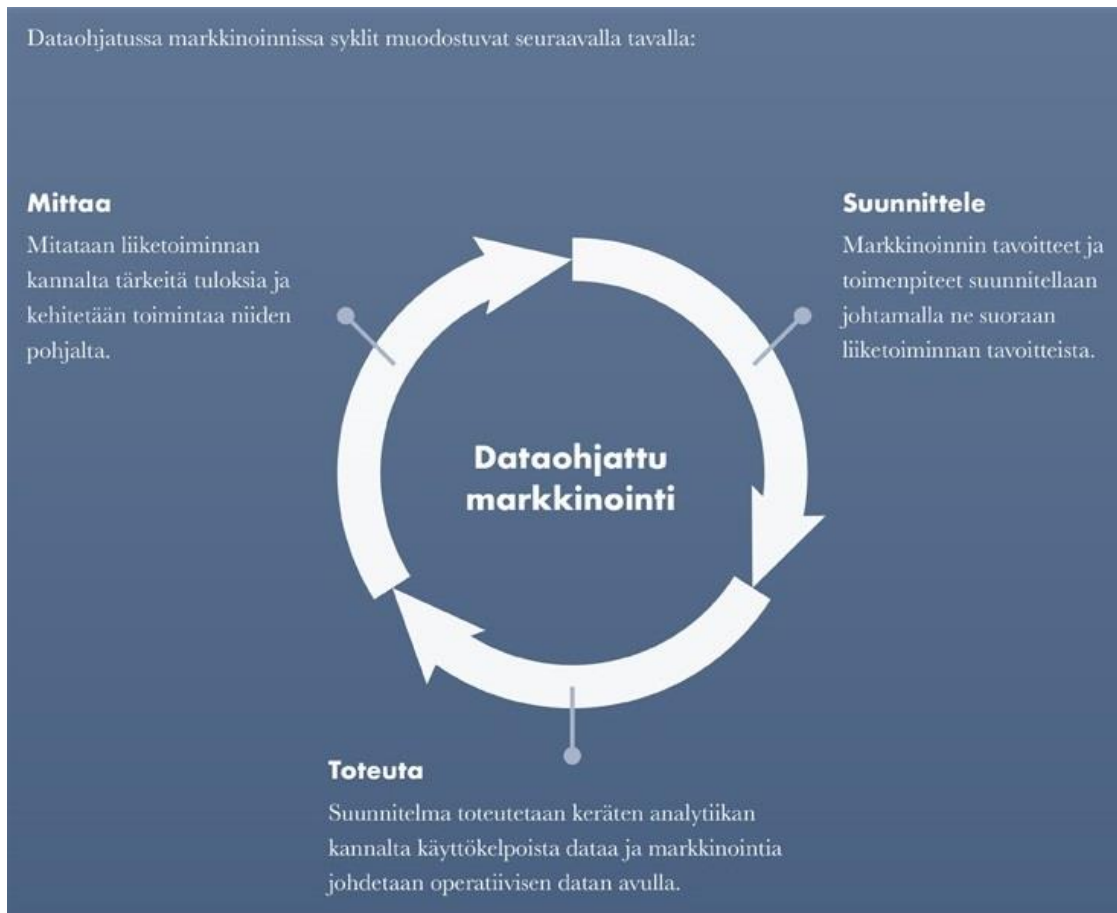 Dataohjatussa markkinoinnissa syklit muodostuvat seuraavalla tavalla:
Mittaa
Mitataan liiketoiminnan
kannalta tärkeitä tuloksia ja
kehitetään toimintaa niiden
pohjalta.
Suunnittele
Markkinoinnin tavoitteet ja
toimenpiteet suunnitellaan
johtamalla ne suoraan
liiketoiminnan tavoitteista.
Dataohjattu
markkinointi
Toteuta
Suunnitelma toteutetaan keräten analytiikan
kannalta käyttökelpoista dataa ja markkinointia
johdetaan operatiivisen datan avulla.